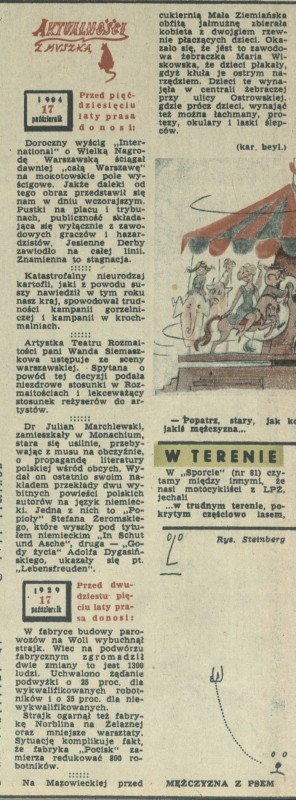 AKTUALNOŚCI
Z MYSZKĄ
1904
17
październik
Przed pięć-
dziesięciu
laty prasa
donosi:
Doroczny wyścig „Inter-
national" o Wielką Nagro-
dę Warszawską ściągał
dawniej „całą Warszawę"
na mokotowskie pole wy-
ścigowe. Jakże daleki od
tego obraz przedstawił się
nam w dniu wczorajszym.
Pustki na placu i trybu-
nach, publiczność składa-
jąca się wyłącznie z zawo-
dowych graczów i hazar-
dzistów, Jesienne Derby
zawiodło na całej linii.
Znamienna to stagnacja.
::::::
Katastrofalny nieurodzaj
kartofli, jaki z powodu su-
szy nawiedził w tym roku
nasz kraj, spowodował trud-
ności kampanii gorzelni-
czej i kampanii w kroch-
malniach.
::::::
Artystka Teatru Rozmai-
tości pani Wanda Siemasz-
kowa ustępuje ze sceny
warszawskiej. Spytana o
powód tej decyzji podała
niezdrowe stosunki w Roz-
maitościach i lekceważący
stosunek reżyserów do ar-
tystów.
::::::
Dr Julian Marchlewski,
zamieszkały w Monachium,
stara się usilnie, przeby-
wając z musu na obczyźnie,
o propagandę literatury
polskiej wśród obcych. Wy-
dał on ostatnio swoim na-
kładem przekłady dwu wy-
bitnych powieści polskich
autorów na język niemiec-
ki. Jedna z nich to „Po-
pioły" Stefana Żeromskie-
go, które wyszły pod tytu-
łem niemieckim „In Schut
und Asche", druga — „Go-
dy życia" Adolfa Dygasiń-
skiego, ukazały się pt.
„Lebensfreuden".
1929
17
październik
Przed dwu-
dziestu pię-
ciu laty pra-
sa donosi:
W fabryce budowy paro-
wozów na Woli wybuchnął
strajk. Wiec na podwórzu
fabrycznym zgromadził
dwie zmiany to jest 1200
ludzi. Uchwalono żądanie
podwyżki o 25 proc. dla
wykwalifikowanych robot-
ników i o 35 proc. dla nie-
wykwalifikowanych.
Strajk ogarnął też fabry-
kę Norblina na Żelaznej
oraz mniejsze warsztaty.
Sytuację komplikuje fakt,
że fabryka „Pocisk" za-
mierza redukować 800 ro-
botników.
::::::
Na Mazowieckiej przed
cukiernią Mała Ziemiańska
obfitą jałmużnę zbierała
kobieta z dwojgiem rzew-
nie płaczących dzieci. Oka-
zało się, że jest to zawodo-
wa żebraczka Maria Wi-
skowska, że dzieci płakały,
gdyż kłuła je ostrym na-
rzędziem. Dzieci te wyna-
jęła w centrali żebraczej
przy ulicy Ostrowskiej,
gdzie prócz dzieci, wynająć
też można łachmany, pro-
tezy, okulary i laski ślep-
ców.
(kar. beyl.)
— Popatrz, stary, jak ko
jakiś mężczyzna...
W TERENIE
W „Sporcie" (nr 81) czy-
tamy między innymi, że
nasi motocykliści z LPŻ,
jechali
...w trudnym terenie, po-
krytym częściowo lasem,
Rys. Steinberg
MĘŻCZYZNA Z PSEM